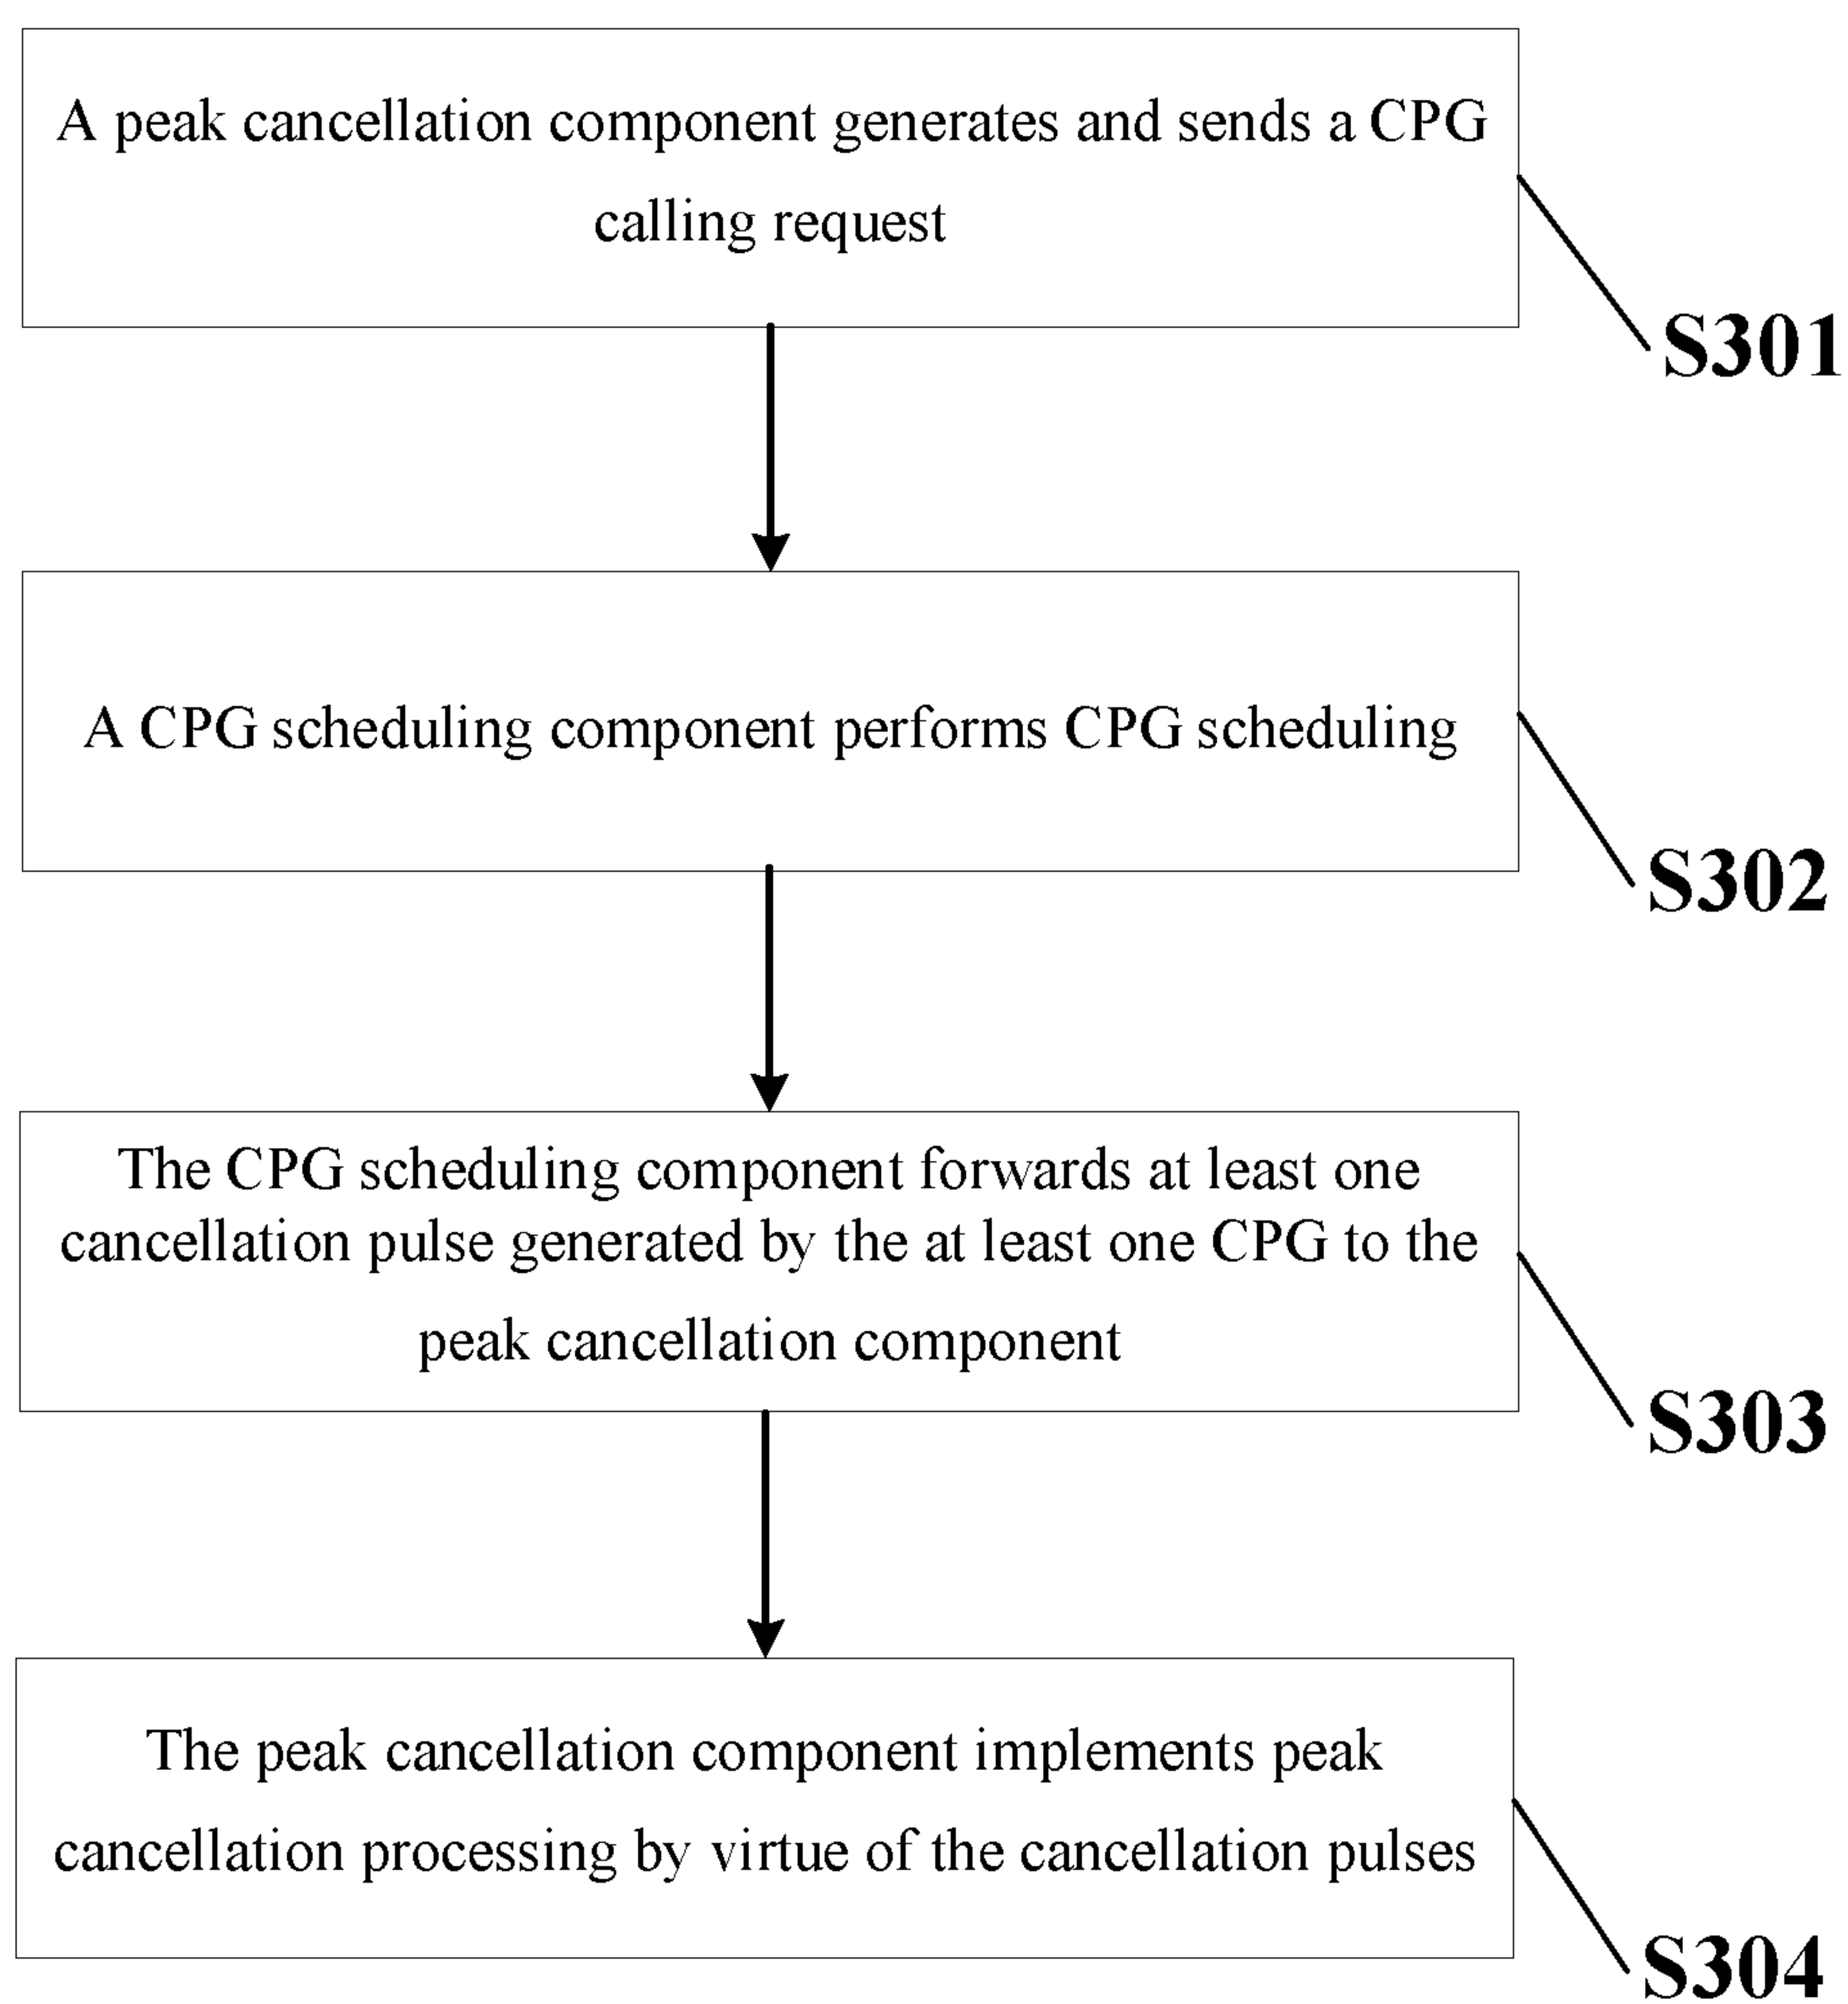 A peak cancellation component generates and sends a CPG
calling request
S301
A CPG scheduling component performs CPG scheduling
S302
The CPG scheduling component forwards at least one
cancellation pulse generated by the at least one CPG to the
peak cancellation component
S303
The peak cancellation component implements peak
cancellation processing by virtue of the cancellation pulses
S304